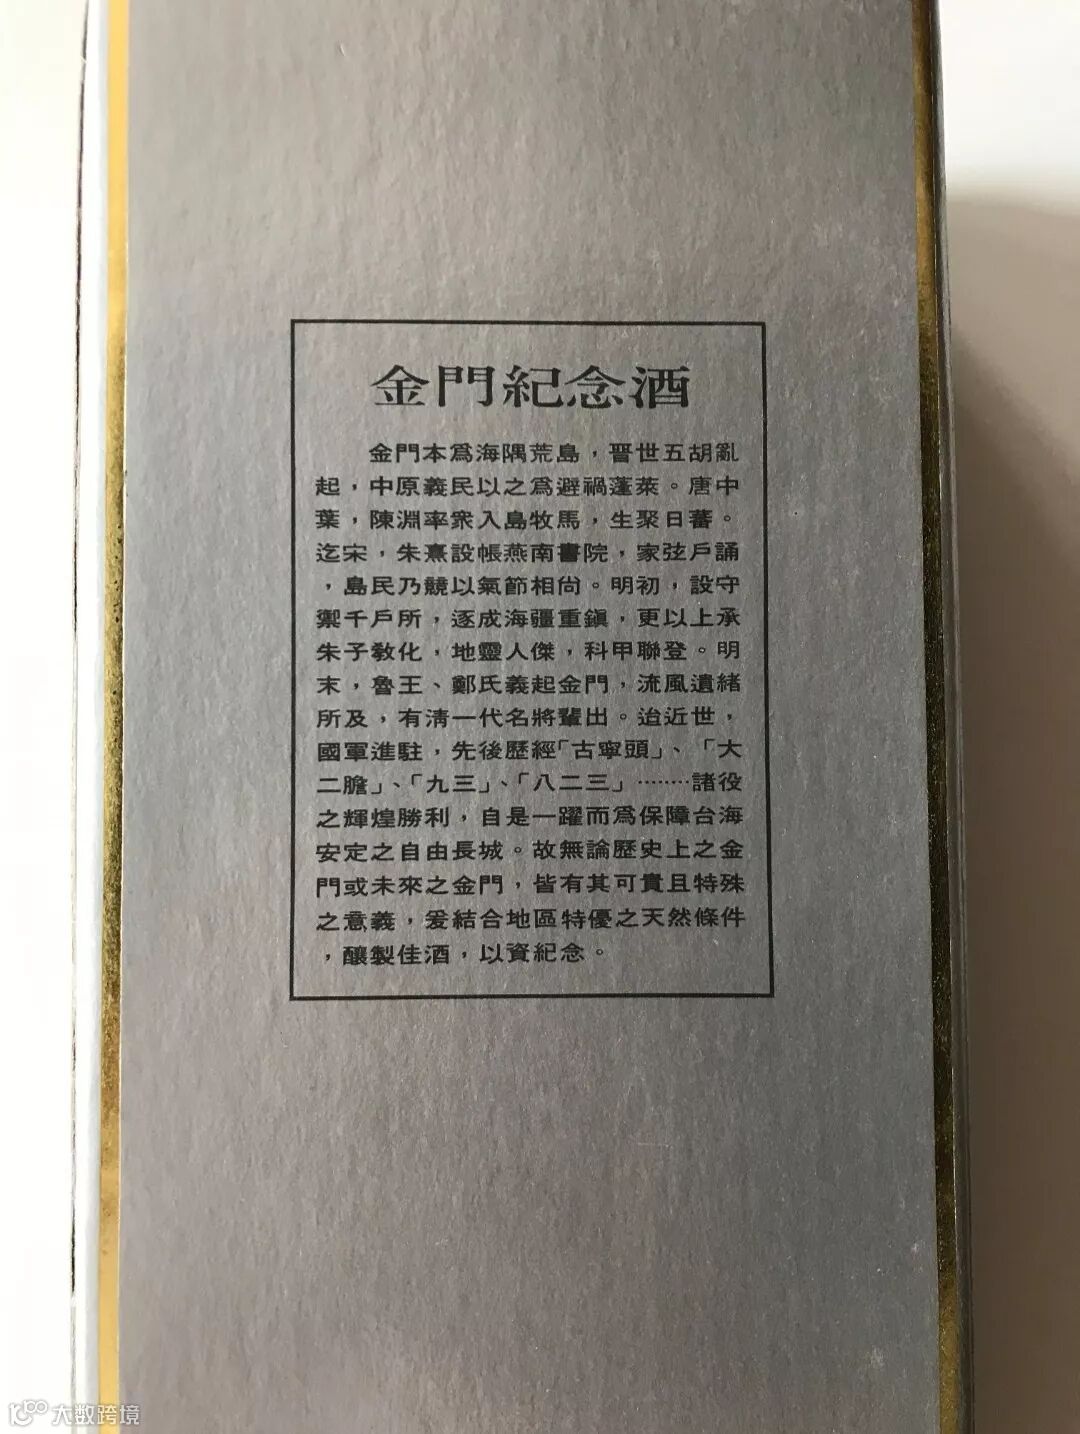 金門紀念酒
金門本爲海隅荒島，晉世五胡亂
起，中原義民以之爲避禍蓬萊。唐中
葉，陳淵率衆入島牧馬，生聚日蕃。
迄宋，朱熹設帳燕南書院，家弦戶誦
，島民乃競以氣節相尙。明初，設守
禦千戶所，逐成海疆重鎭，更以上承
朱子敎化，地靈人傑，科甲聯登。明
末，魯王、鄭氏義起金門，流風遺緒
所及，有淸一代名將輩出。迨近世，
國軍進駐，先後歷經「古寧頭」、「大
二膽」、「九三」、「八二三」………諸役
之輝煌勝利，自是一躍而爲保障台海
安定之自由長城。故無論歷史上之金
門或未來之金門，皆有其可貴且特殊
之意義，爰結合地區特優之天然條件
，釀製佳酒，以資紀念。
大数跨境